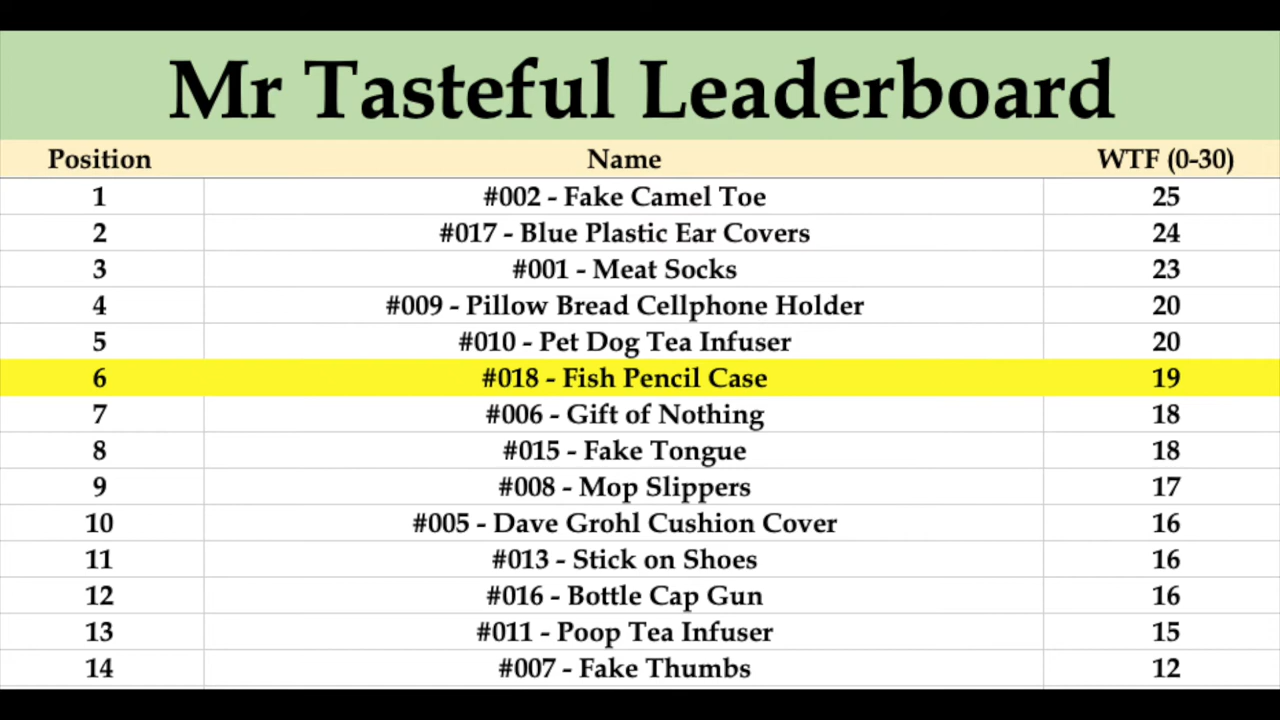 Mr Tasteful Leaderboard
Position Name WTF (0-30)
1 #002 - Fake Camel Toe 25
2 #017 - Blue Plastic Ear Covers 24
3 #001 - Meat Socks 23
4 #009 - Pillow Bread Cellphone Holder 20
5 #010 - Pet Dog Tea Infuser 20
6 #018 - Fish Pencil Case 19
7 #006 - Gift of Nothing 18
8 #015 - Fake Tongue 18
9 #008 - Mop Slippers 17
10 #005 - Dave Grohl Cushion Cover 16
11 #013 - Stick on Shoes 16
12 #016 - Bottle Cap Gun 16
13 #011 - Poop Tea Infuser 15
14 #007 - Fake Thumbs 12